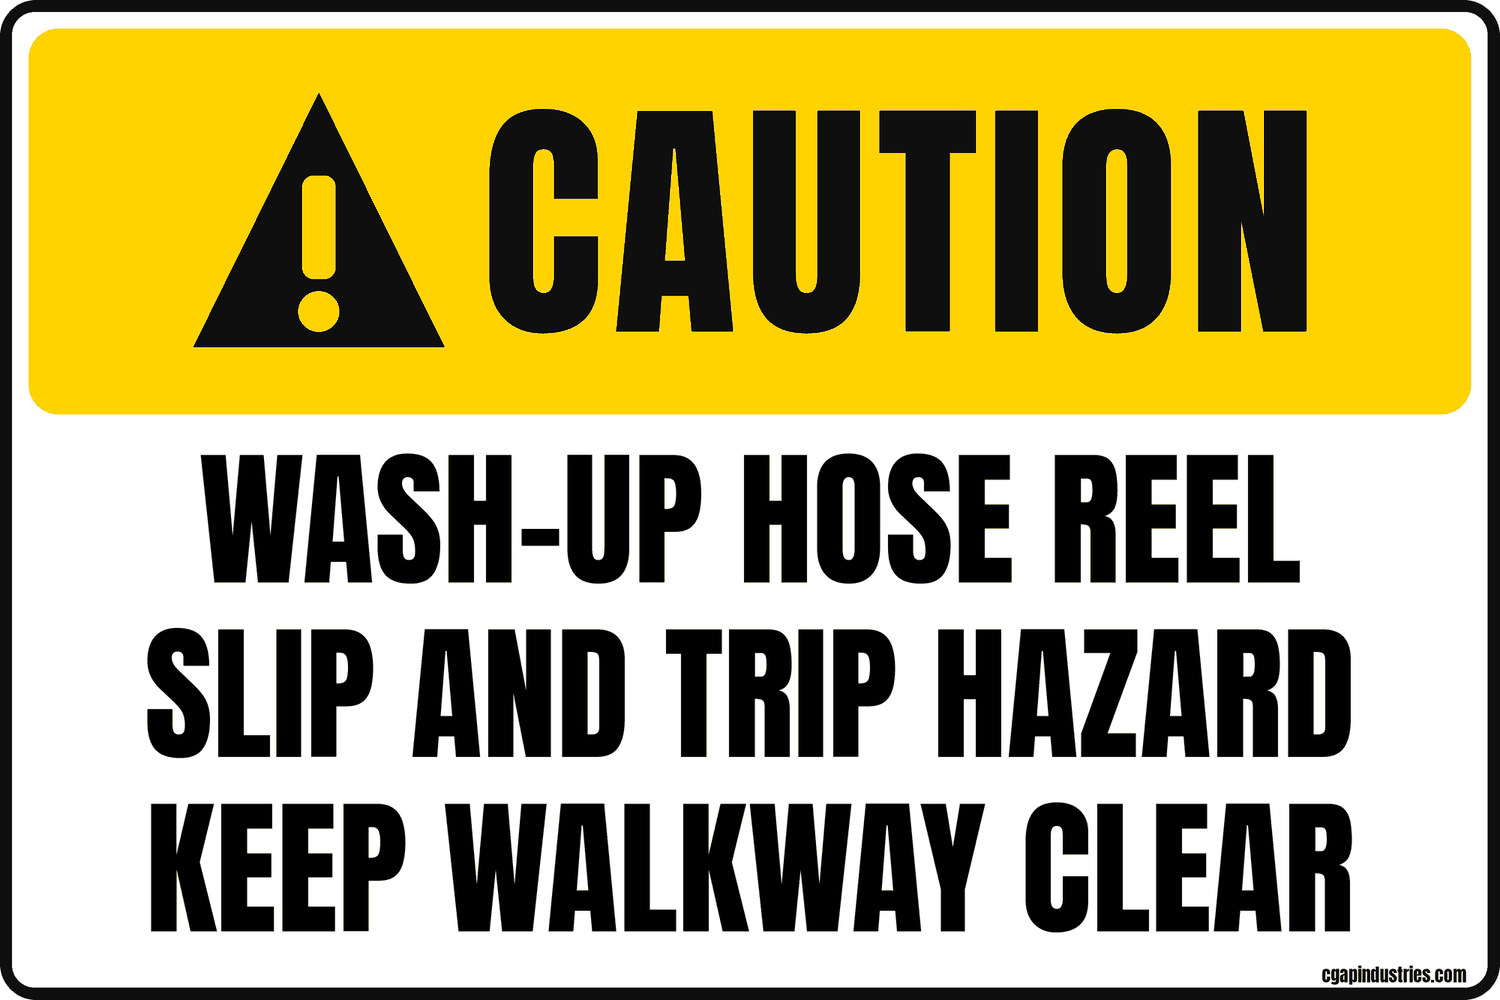 CAUTION
WASH-UP HOSE REEL
SLIP AND TRIP HAZARD
KEEP WALKWAY CLEAR
cgapindustries.com